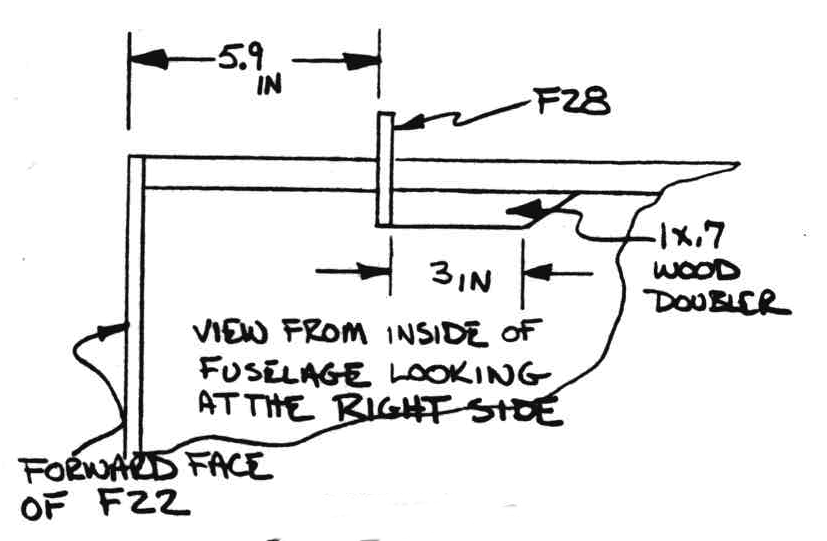 5.9
IN
F28
1X.7
WOOD
DOUBLER
3 IN
VIEW FROM INSIDE OF
FUSELAGE LOOKING
AT THE RIGHT SIDE
FORWARD FACE
OF F22